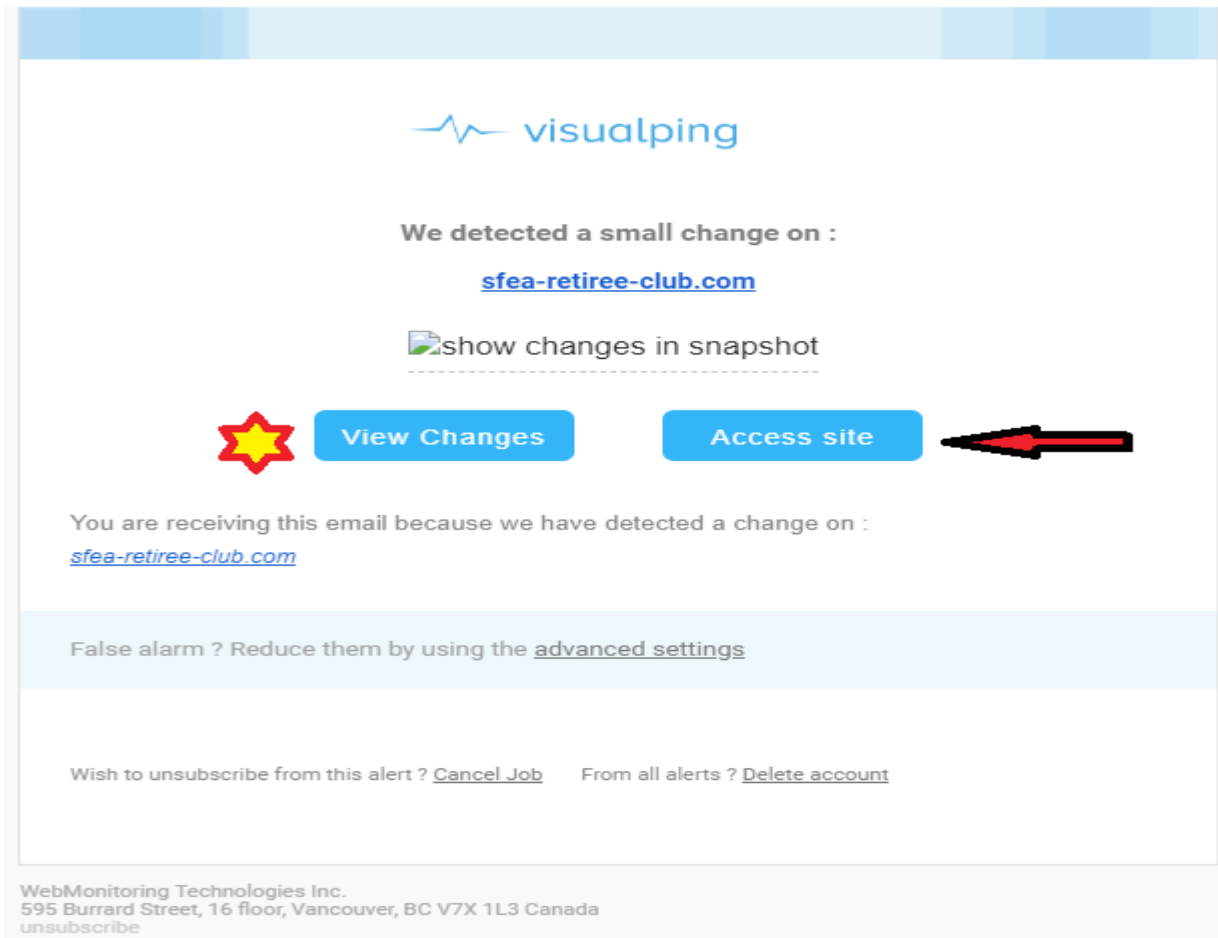 visualping
We detected a small change on :
sfea-retiree-club.com
show changes in snapshot
View Changes Access site
You are receiving this email because we have detected a change on :
sfea-retiree-club.com
False alarm ? Reduce them by using the advanced settings
Wish to unsubscribe from this alert ? Cancel Job From all alerts ? Delete account
WebMonitoring Technologies Inc.
595 Burrard Street, 16 floor, Vancouver, BC V7X 1L3 Canada
unsubscribe